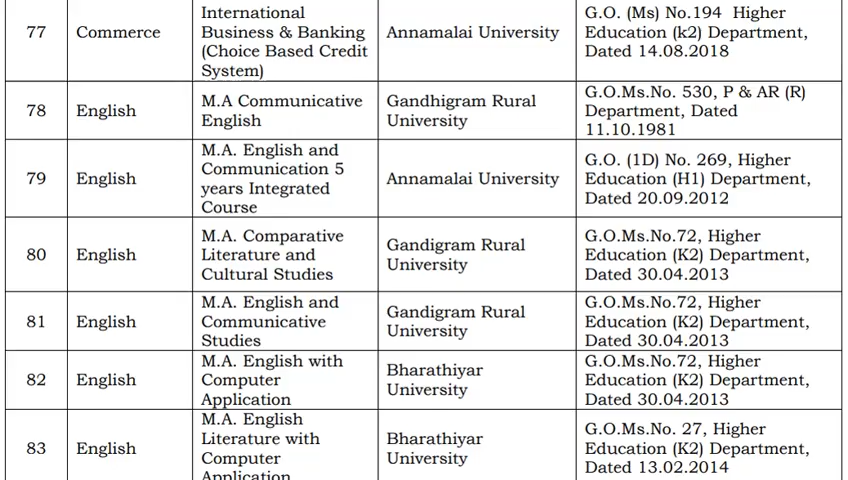 77 Commerce International Business & Banking (Choice Based Credit System) Annamalai University G.O. (Ms) No.194 Higher Education (k2) Department, Dated 14.08.2018
78 English M.A Communicative English Gandhigram Rural University G.O.Ms.No. 530, P & AR (R) Department, Dated 11.10.1981
79 English M.A. English and Communication 5 years Integrated Course Annamalai University G.O. (1D) No. 269, Higher Education (H1) Department, Dated 20.09.2012
80 English M.A. Comparative Literature and Cultural Studies Gandigram Rural University G.O.Ms.No.72, Higher Education (K2) Department, Dated 30.04.2013
81 English M.A. English and Communicative Studies Gandigram Rural University G.O.Ms.No.72, Higher Education (K2) Department, Dated 30.04.2013
82 English M.A. English with Computer Application Bharathiyar University G.O.Ms.No.72, Higher Education (K2) Department, Dated 30.04.2013
83 English M.A. English Literature with Computer Application Bharathiyar University G.O.Ms.No. 27, Higher Education (K2) Department, Dated 13.02.2014